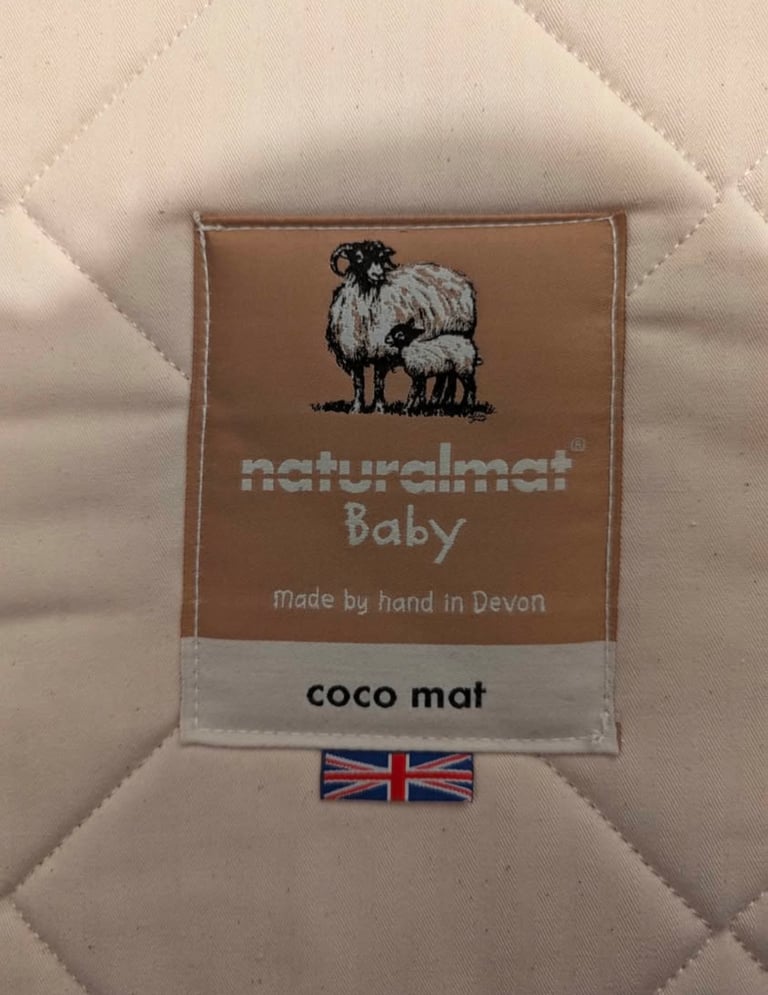 naturalmat®
Baby
made by hand in Devon
coco mat